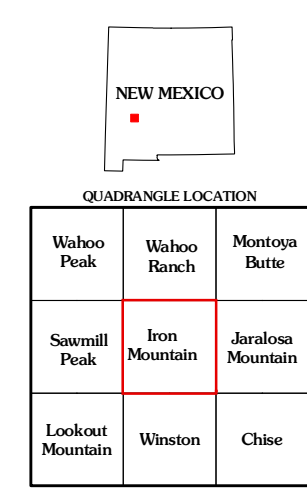 NEW MEXICO
QUADRANGLE LOCATION
Wahoo
Peak
Wahoo
Ranch
Montoya
Butte
Sawmill
Peak
Iron
Mountain
Jaralosa
Mountain
Lookout
Mountain
Winston
Chise